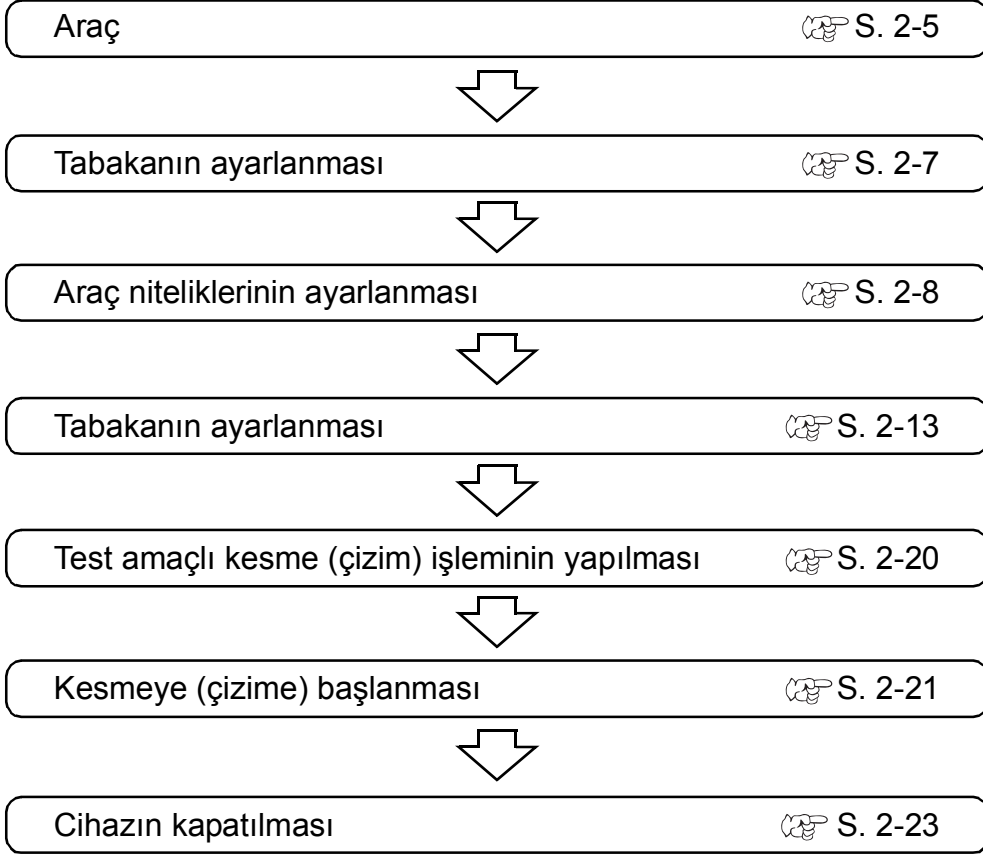 Araç S. 2-5
Tabakanın ayarlanması S. 2-7
Araç niteliklerinin ayarlanması S. 2-8
Tabakanın ayarlanması S. 2-13
Test amaçlı kesme (çizim) işleminin yapılması S. 2-20
Kesmeye (çizime) başlanması S. 2-21
Cihazın kapatılması S. 2-23